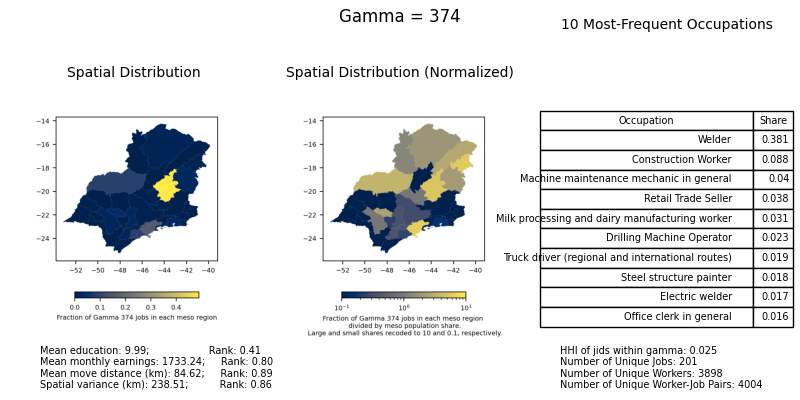 Gamma = 374
10 Most-Frequent Occupations
Spatial Distribution
Spatial Distribution (Normalized)
−14
−16
−18
−20
−22
−24
−52 −50 −48 −46 −44 −42 −40
0.0 0.1 0.2 0.3 0.4
Fraction of Gamma 374 jobs in each meso region
−14
−16
−18
−20
−22
−24
−52 −50 −48 −46 −44 −42 −40
10⁻¹ 10⁰ 10¹
Fraction of Gamma 374 jobs in each meso region
divided by meso population share.
Large and small shares recoded to 10 and 0.1, respectively.
Occupation Share
Welder 0.381
Construction Worker 0.088
Machine maintenance mechanic in general 0.04
Retail Trade Seller 0.038
Milk processing and dairy manufacturing worker 0.031
Drilling Machine Operator 0.023
Truck driver (regional and international routes) 0.019
Steel structure painter 0.018
Electric welder 0.017
Office clerk in general 0.016
Mean education: 9.99; Rank: 0.41
Mean monthly earnings: 1733.24; Rank: 0.80
Mean move distance (km): 84.62; Rank: 0.89
Spatial variance (km): 238.51; Rank: 0.86
HHI of jids within gamma: 0.025
Number of Unique Jobs: 201
Number of Unique Workers: 3898
Number of Unique Worker-Job Pairs: 4004